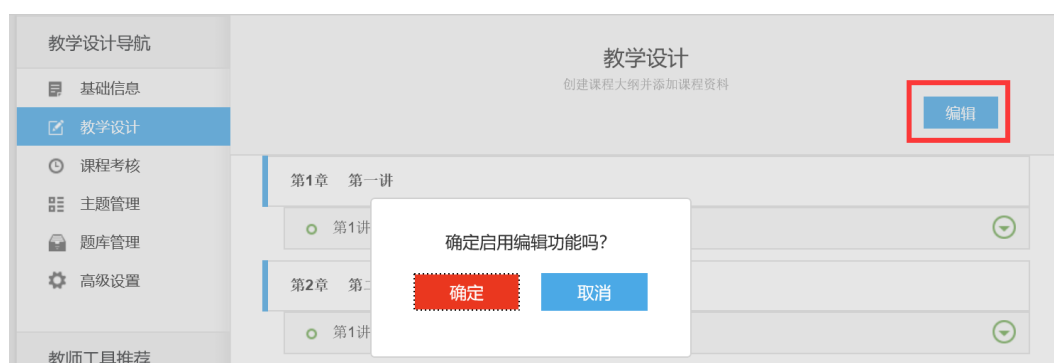 教学设计导航
基础信息
教学设计
课程考核
主题管理
题库管理
高级设置
教师工具推荐
教学设计
创建课程大纲并添加课程资料
编辑
第1章 第一讲
第1讲
第2章 第二
第1讲
确定启用编辑功能吗?
确定
取消